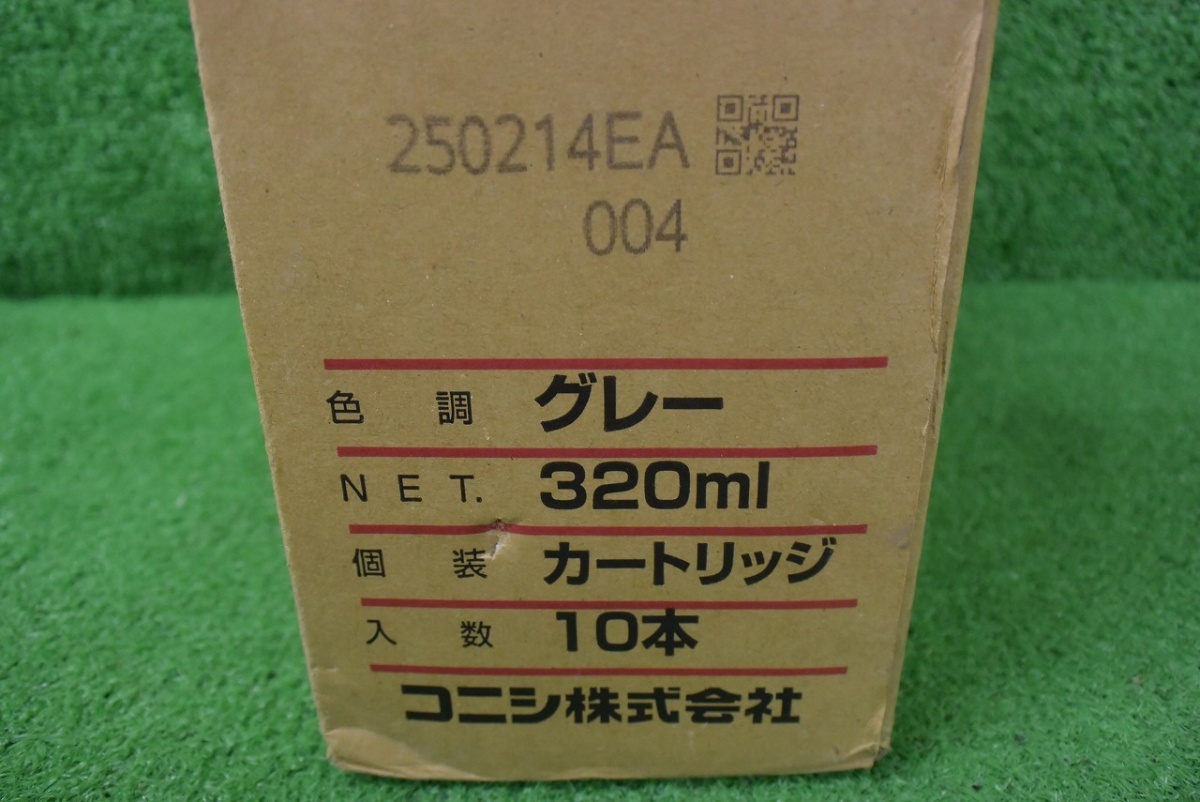 250214EA
004
色調 グレー
NET. 320ml
個装 カートリッジ
入数 10本
コニシ株式会社